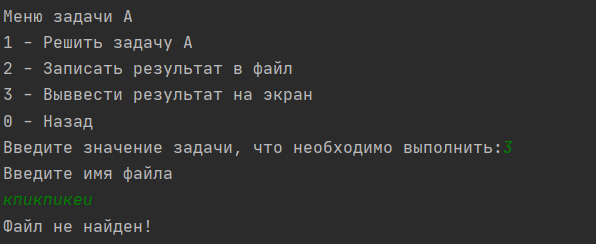 Меню задачи А
1 - Решить задачу А
2 - Записать результат в файл
3 - Выввести результат на экран
0 - Назад
Введите значение задачи, что необходимо выполнить:3
Введите имя файла
кпикпикеи
Файл не найден!